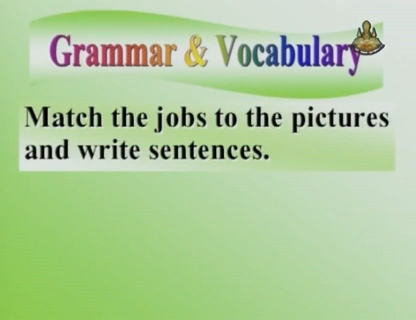 Grammar & Vocabulary
Match the jobs to the pictures
and write sentences.